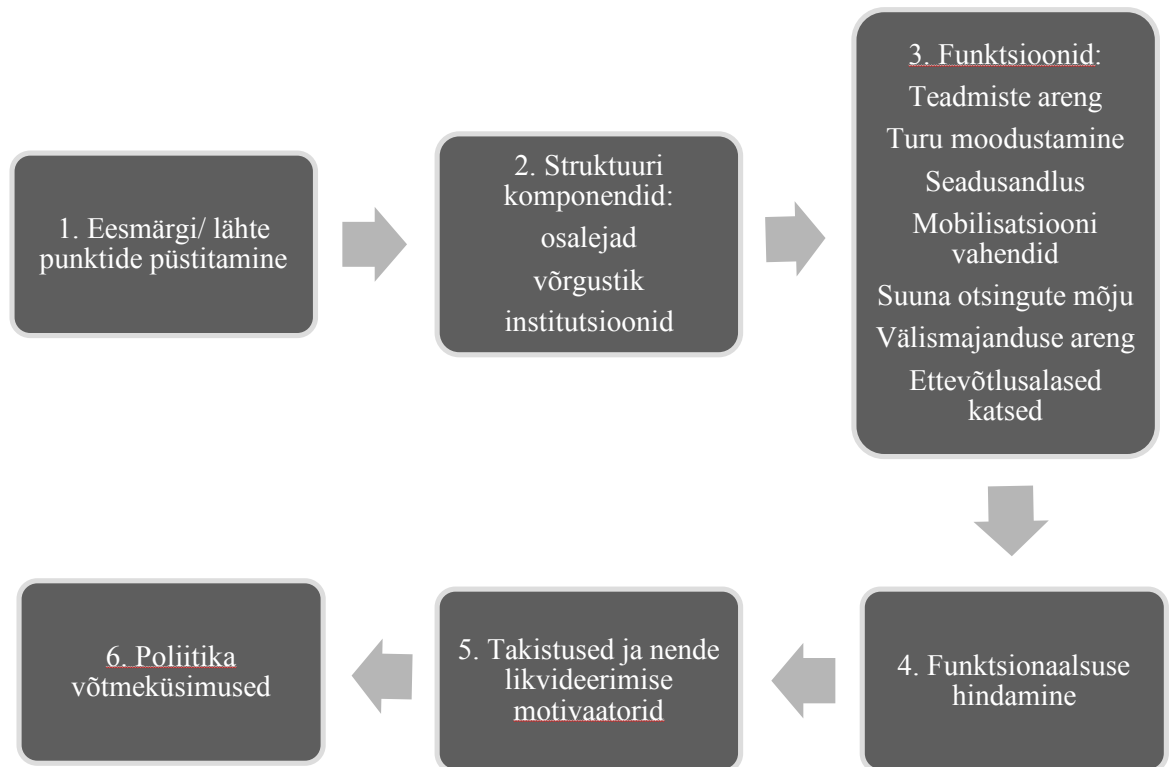 1. Eesmärgi/ lähte
punktide püstitamine
2. Struktuuri
komponendid:
osalejad
võrgustik
institutsioonid
3. Funktsioonid:
Teadmiste areng
Turu moodustamine
Seadusandlus
Mobilisatsiooni
vahendid
Suuna otsingute mõju
Välismajanduse areng
Ettevõtlusalased
katsed
4. Funktsionaalsuse
hindamine
5. Takistused ja nende
likvideerimise
motivaatorid
6. Poliitika
võtmeküsimused